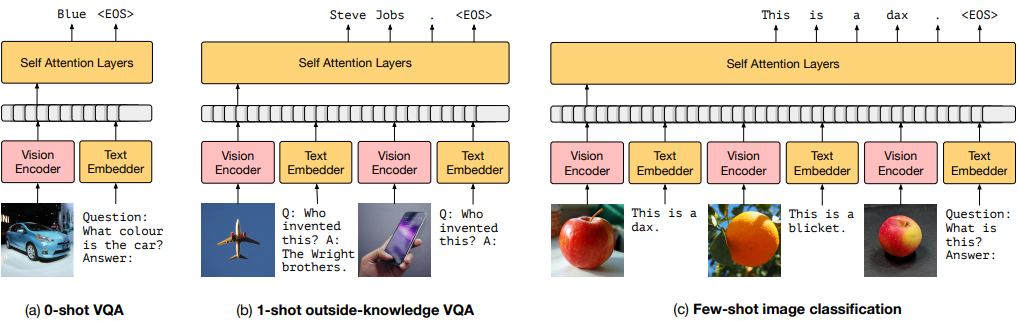 Blue <EOS>
Self Attention Layers
Vision
Encoder
Text
Embedder
Question:
What colour
is the car?
Answer:
(a) 0-shot VQA
Steve Jobs . <EOS>
Self Attention Layers
Vision
Encoder
Text
Embedder
Vision
Encoder
Text
Embedder
Q: Who
invented
this? A:
The Wright
brothers.
Q: Who
invented
this? A:
(b) 1-shot outside-knowledge VQA
This is a dax . <EOS>
Self Attention Layers
Vision
Encoder
Text
Embedder
Vision
Encoder
Text
Embedder
Vision
Encoder
Text
Embedder
This is a
dax.
This is a
blicket.
Question:
What is
this?
Answer:
(c) Few-shot image classification